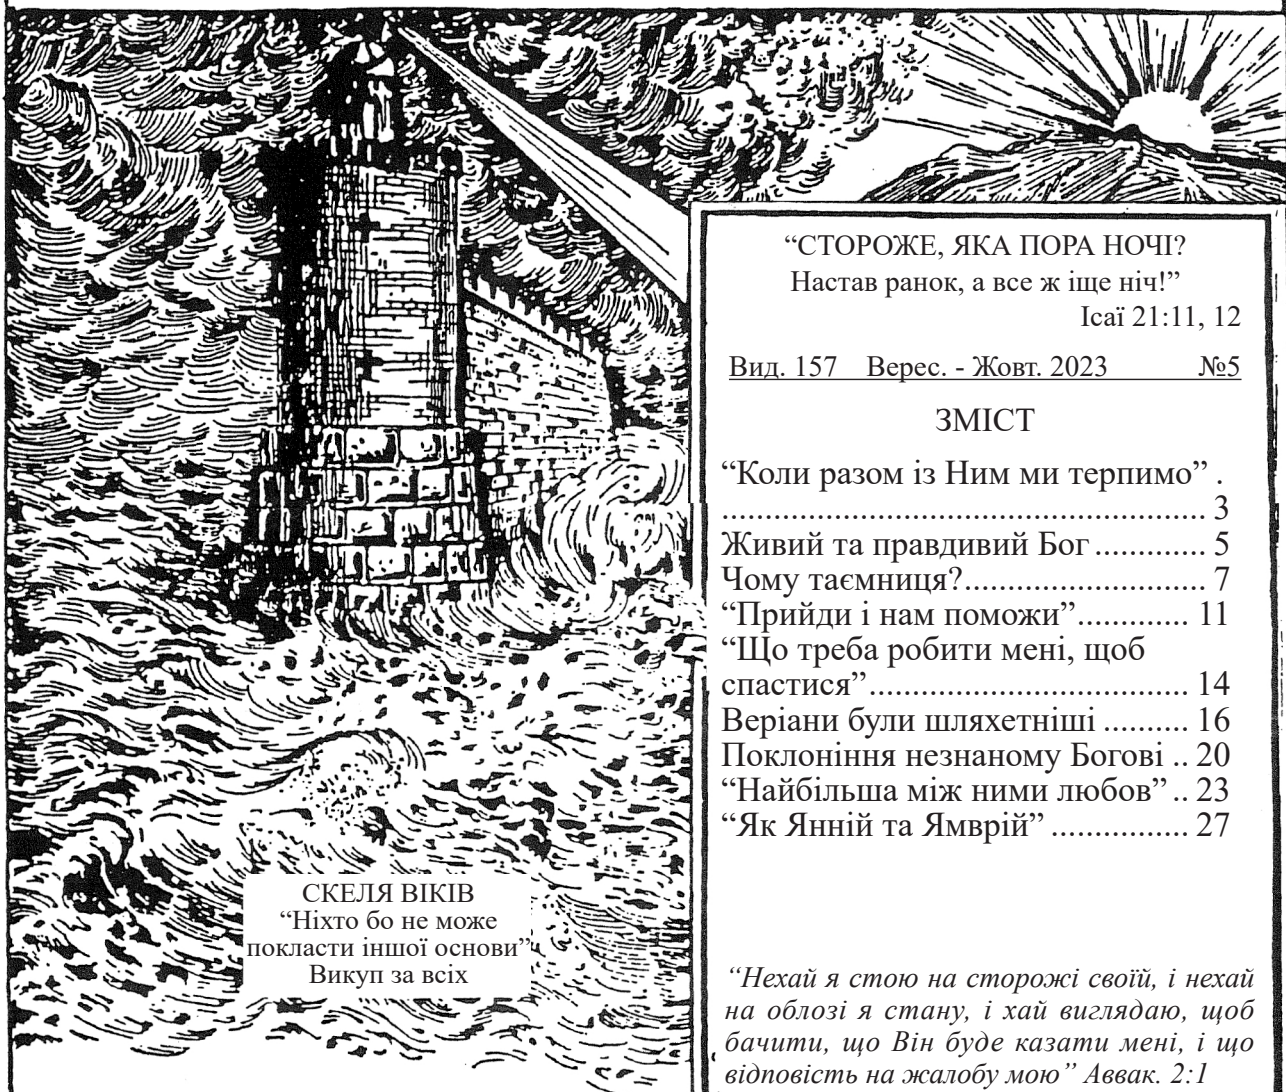 “СТОРОЖЕ, ЯКА ПОРА НОЧІ?
Настав ранок, а все ж іще ніч!”
Ісаї 21:11, 12
Вид. 157 Верес. - Жовт. 2023 №5
ЗМІСТ
“Коли разом із Ним ми терпимо” .
...................................................... 3
Живий та правдивий Бог ............. 5
Чому таємниця?............................ 7
“Прийди і нам поможи”............. 11
“Що треба робити мені, щоб
спастися”.................................... 14
Веріани були шляхетніші .......... 16
Поклоніння незнаному Богові .. 20
“Найбільша між ними любов” .. 23
“Як Янній та Ямврій” ................. 27
СКЕЛЯ ВІКІВ
“Ніхто бо не може
покласти іншої основи”
Викуп за всіх
“Нехай я стою на сторожі своїй, і нехай
на облозі я стану, і хай виглядаю, щоб
бачити, що Він буде казати мені, і що
відповість на жалобу мою” Аввак. 2:1